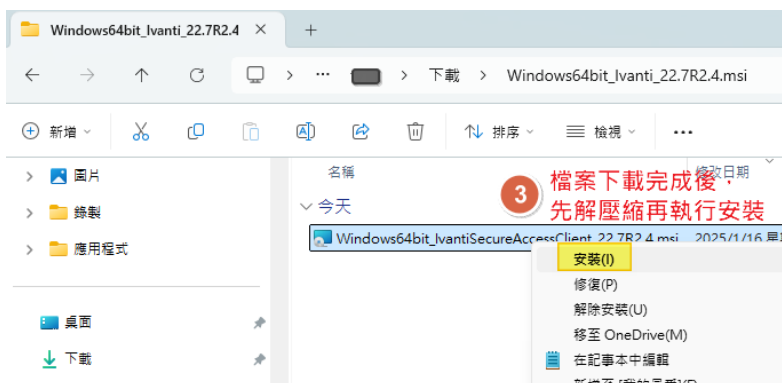 Windows64bit_Ivanti_22.7R2.4
下載 > Windows64bit_Ivanti_22.7R2.4.msi
新增
排序
檢視
圖片
錄製
應用程式
桌面
下載
名稱
修改日期
3 檔案下載完成後，
先解壓縮再執行安裝
今天
Windows64bit_IvantiSecureAccessClient_22.7R2.4.msi 2025/1/16
安裝(I)
修復(P)
解除安裝(U)
移至 OneDrive(M)
在記事本中編輯